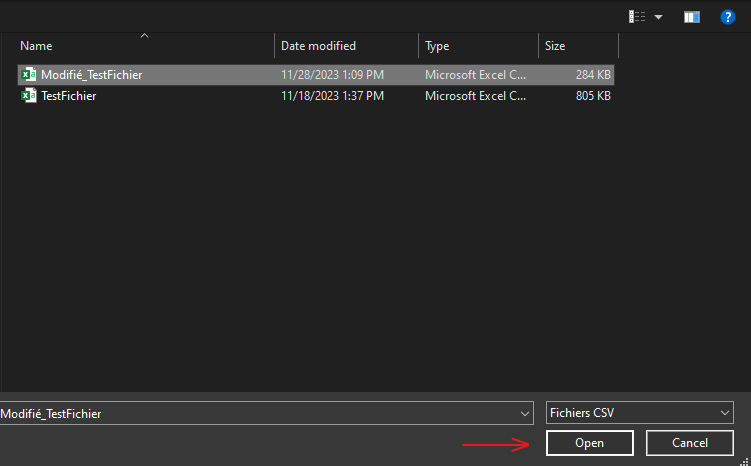 Name Date modified Type Size
Modifié_TestFichier 11/28/2023 1:09 PM Microsoft Excel C... 284 KB
TestFichier 11/18/2023 1:37 PM Microsoft Excel C... 805 KB
Modifié_TestFichier Fichiers CSV
Open Cancel